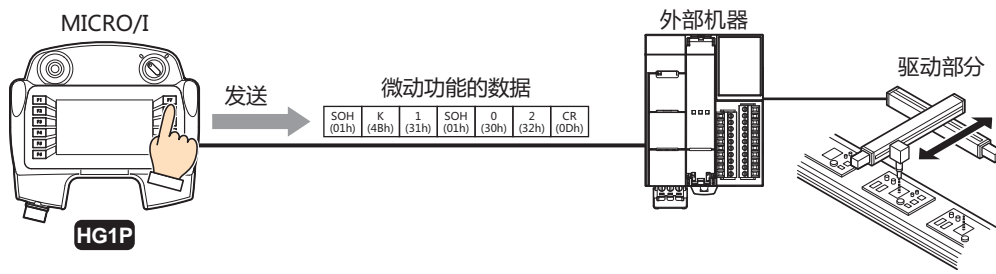 MICRO/I
外部机器
驱动部分
发送
微动功能的数据
SOH K 1 SOH 0 2 CR
(01h) (4Bh) (31h) (01h) (30h) (32h) (0Dh)
HG1P